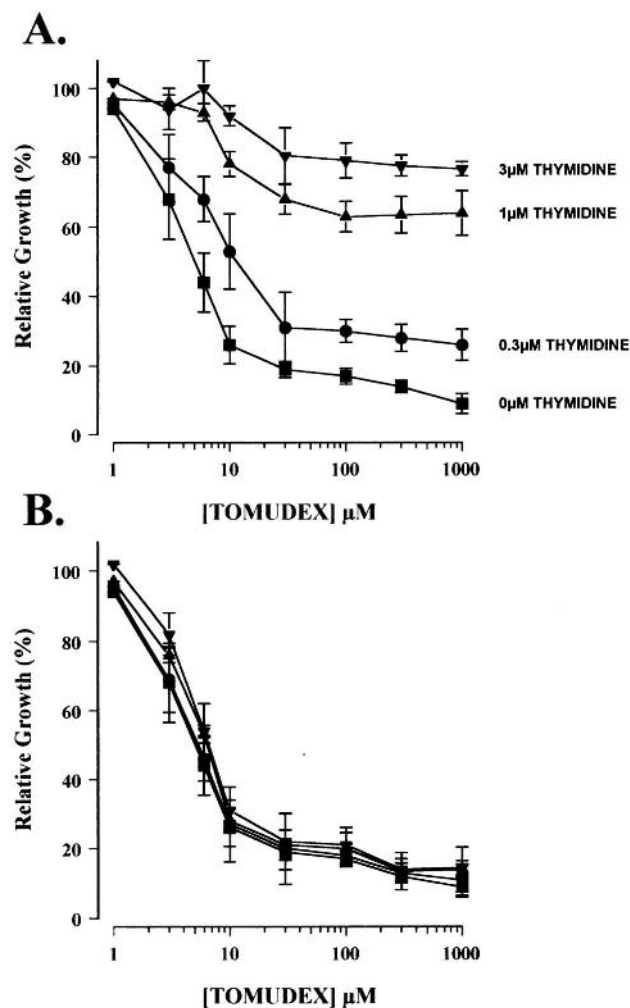 A.
100
80
60
40
20
0
Relative Growth (%)
3µM THYMIDINE
1µM THYMIDINE
0.3µM THYMIDINE
0µM THYMIDINE
1 10 100 1000
[TOMUDEX] µM
B.
100
80
60
40
20
0
Relative Growth (%)
1 10 100 1000
[TOMUDEX] µM